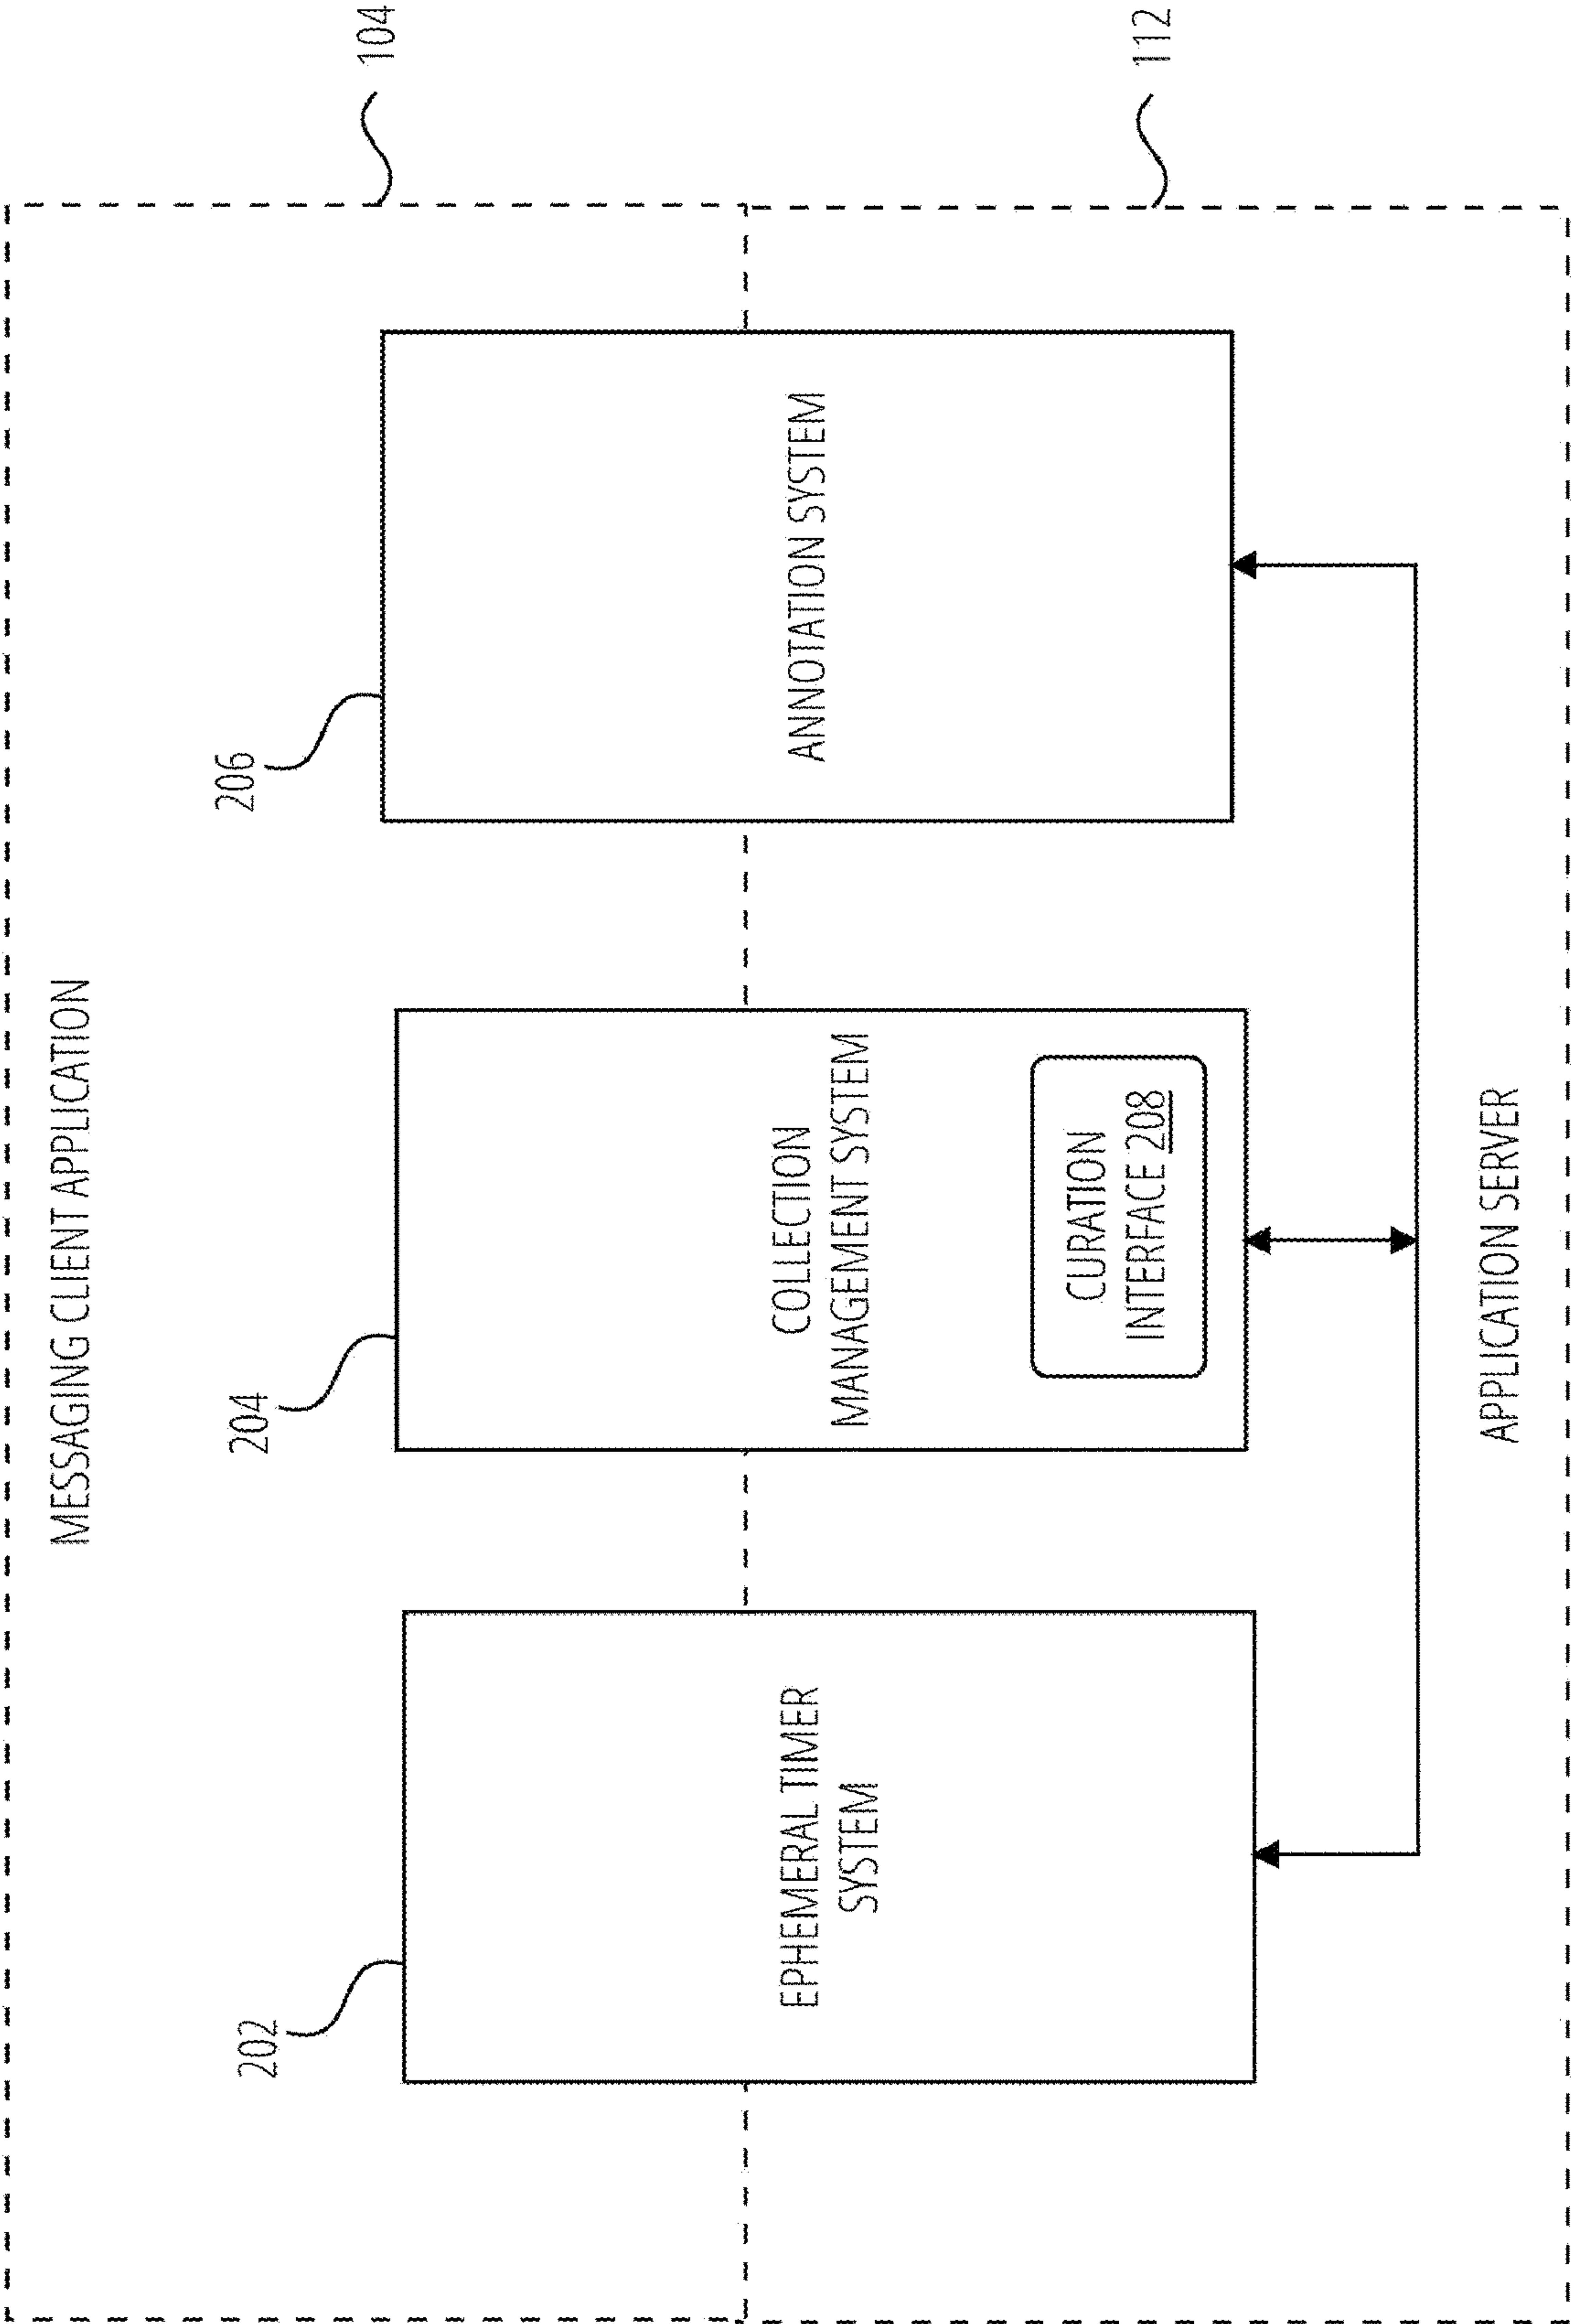 MESSAGING CLIENT APPLICATION
104
202
204
206
EPHEMERAL TIMER
SYSTEM
COLLECTION
MANAGEMENT SYSTEM
CURATION
INTERFACE 208
ANNOTATION SYSTEM
112
APPLICATION SERVER